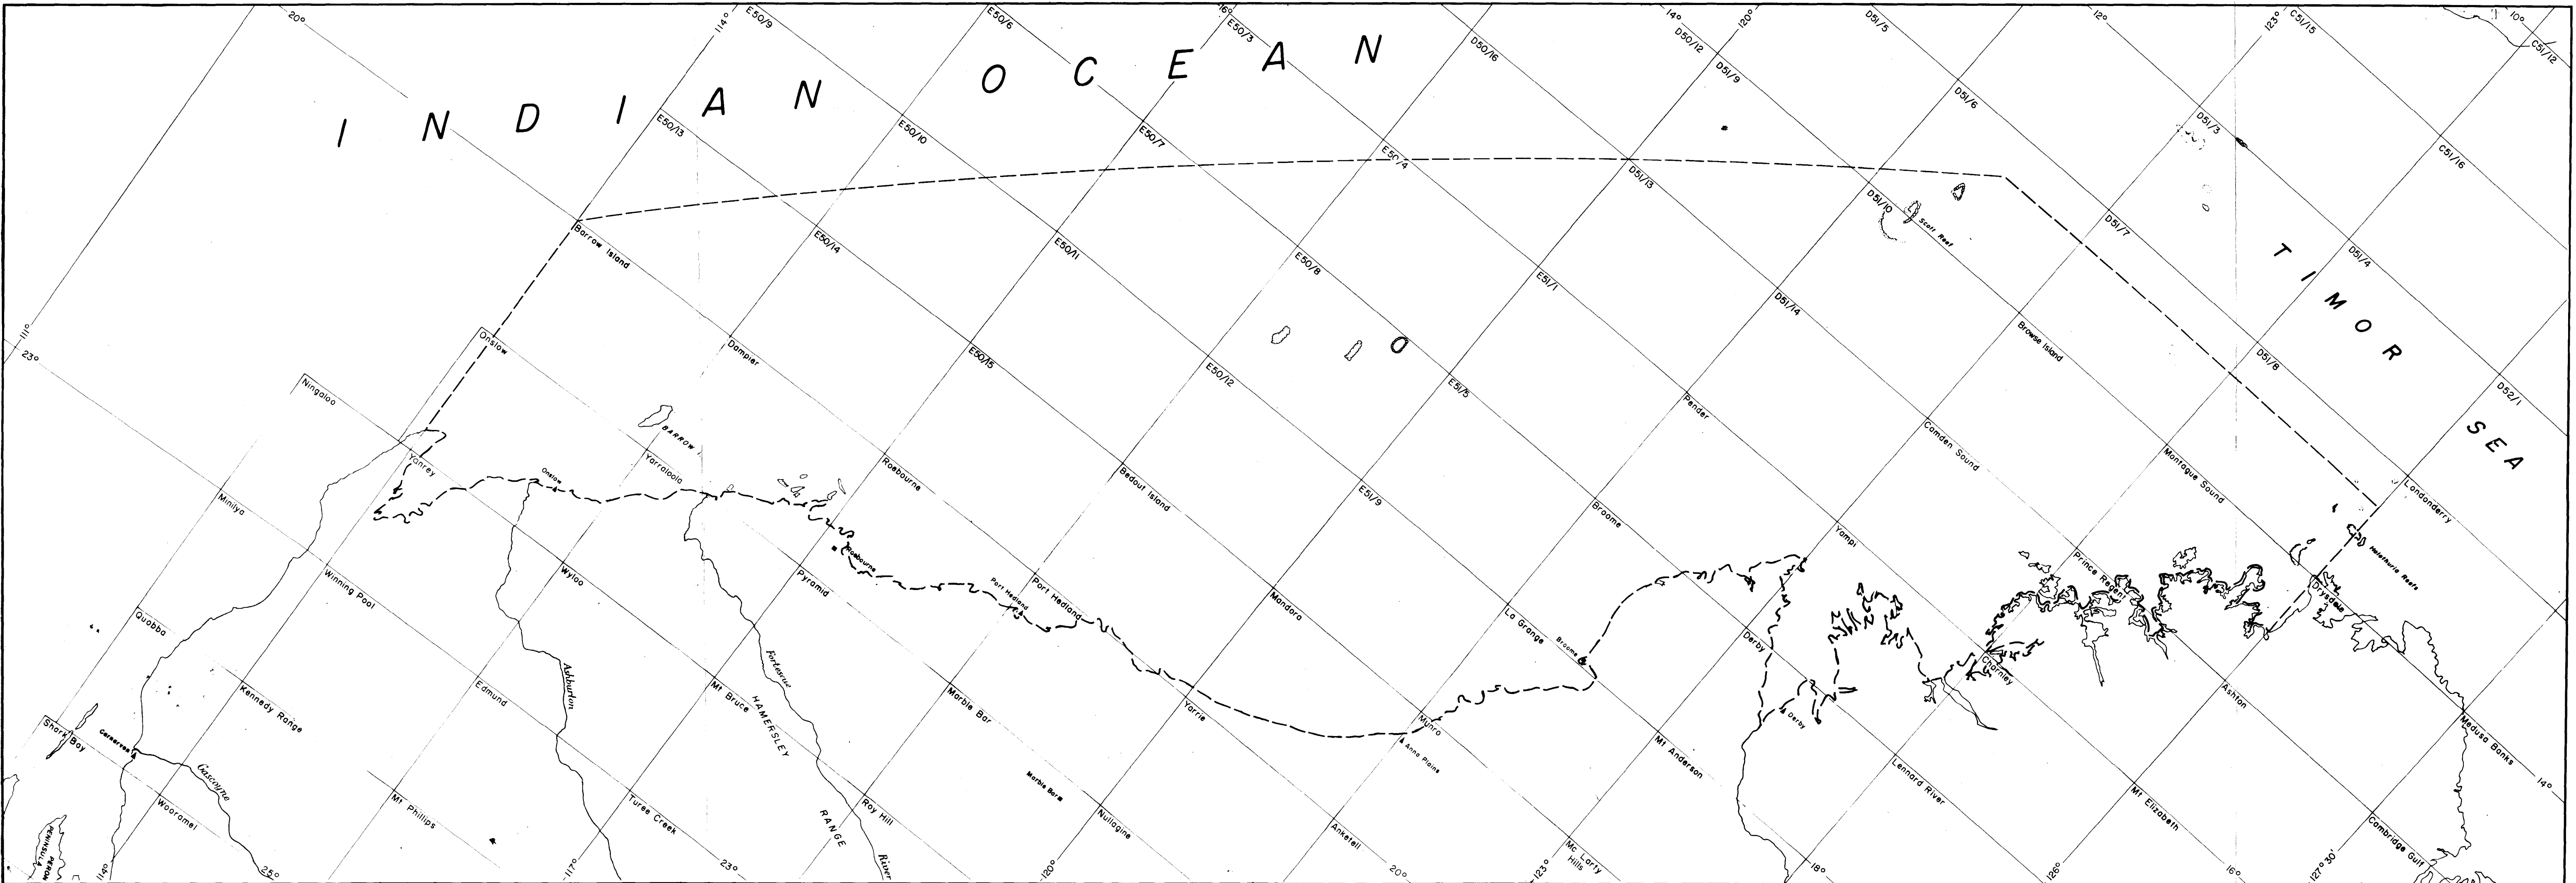 20°
114°
E50/9
E50/6
16°
E50/3
D50/16
14°
D50/12
120°
D51/9
D51/5
12°
123°
C51/15
10°
C51/12
INDIAN OCEAN
E50/13
E50/10
E50/7
E50/4
D51/13
D51/10
D51/6
D51/3
C51/16
Scott Reef
D51/7
D51/4
TIMOR SEA
Barrow Island
E50/14
E50/11
E50/8
E51/1
D51/14
Browse Island
D51/8
D52/1
111°
23°
Onslow
Dampier
E50/15
E50/12
E51/5
Pender
Camden Sound
Montague Sound
Londonderry
Ningaloo
BARROW I
Yanrey
Yarraloola
Roebourne
Bedout Island
E51/9
Broome
Yampi
Prince Regent
Drysdale
Holothuria Reefs
Onslow
Minilya
Winning Pool
Wyloo
Pyramid
Roebourne
Port Hedland
Port Hedland
Mandora
La Grange
Broome
Derby
Charnley
Ashton
Medusa Banks
14°
Quobba
Kennedy Range
Edmund
Ashburton
Mt Bruce
Fortescue
HAMERSLEY
RANGE
River
Marble Bar
Yarrie
Munro
Anna Plains
Mt Anderson
Derby
Lennard River
Mt Elizabeth
Cambridge Gulf
Shark Bay
Carnarvon
Gascoyne
Wooramel
Mt Phillips
Turee Creek
Roy Hill
Marble Bar
Nullagine
Anketell
Mc Larty
Hills
PENINSULA
PERON
114°
25°
117°
23°
120°
20°
123°
18°
126°
16°
127° 30'